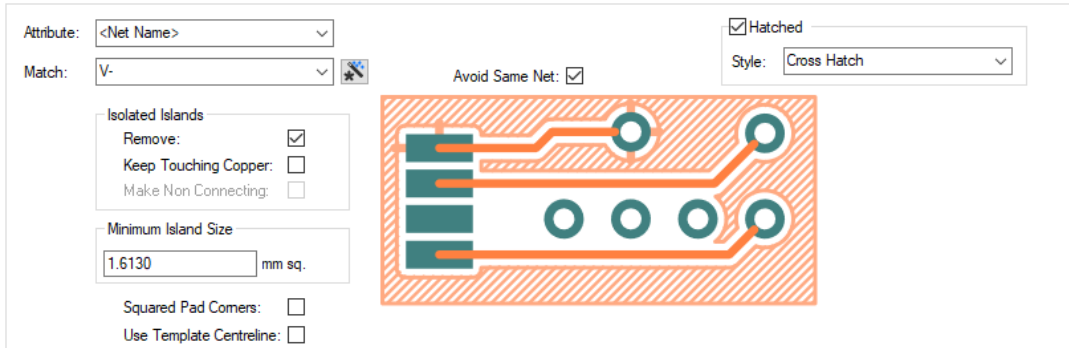 Attribute: <Net Name>
Hatched
Style: Cross Hatch
Match: V-
Avoid Same Net:
Isolated Islands
Remove:
Keep Touching Copper:
Make Non Connecting:
Minimum Island Size
1.6130 mm sq.
Squared Pad Corners:
Use Template Centreline: